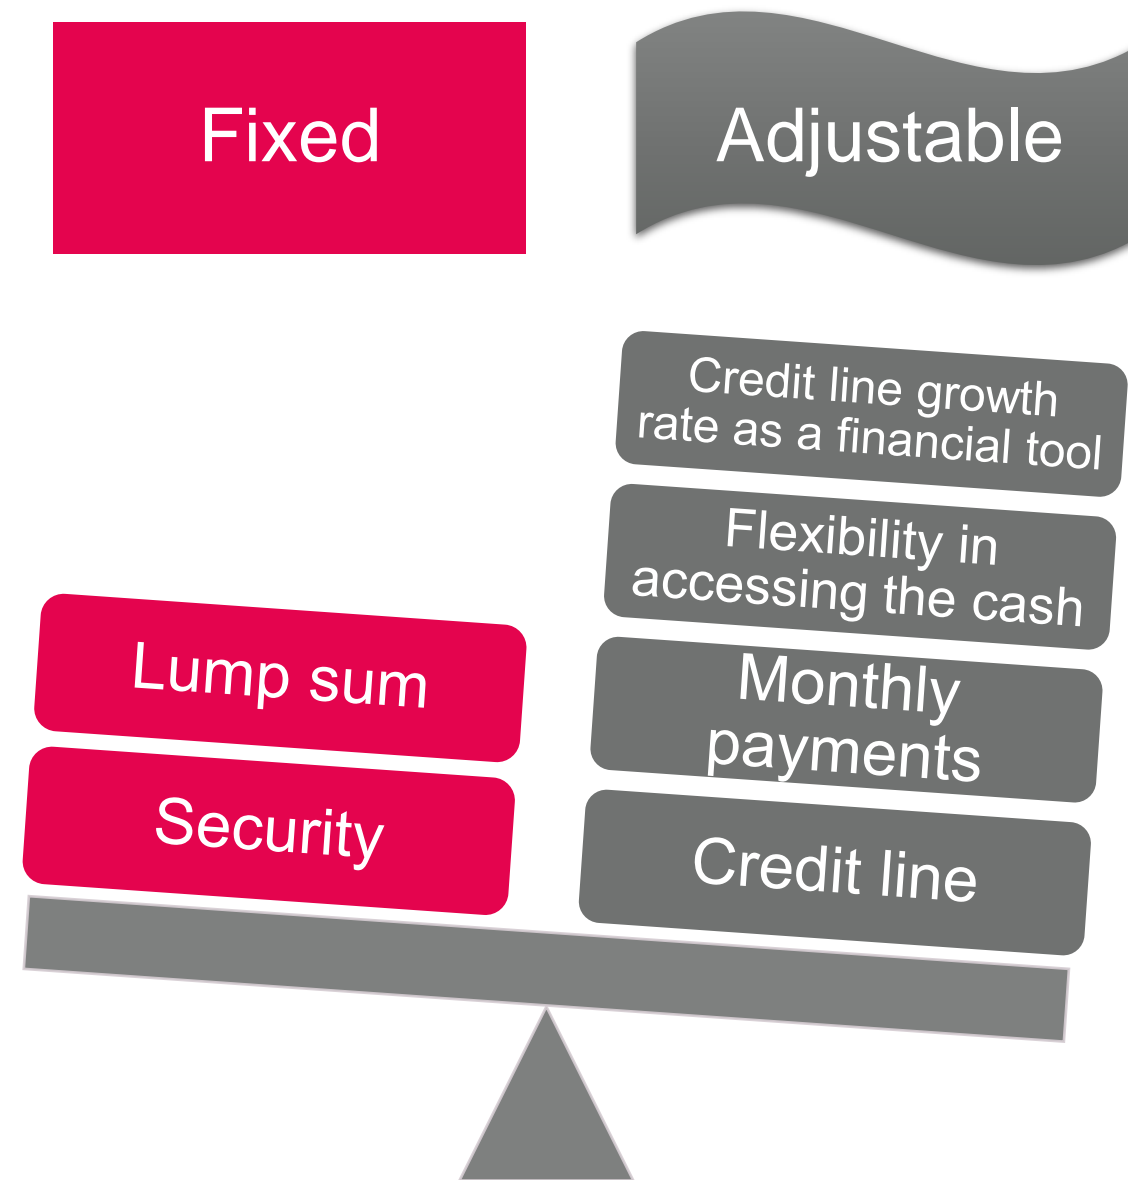 Fixed
Adjustable
Credit line growth
rate as a financial tool
Flexibility in
accessing the cash
Lump sum
Monthly
payments
Security
Credit line